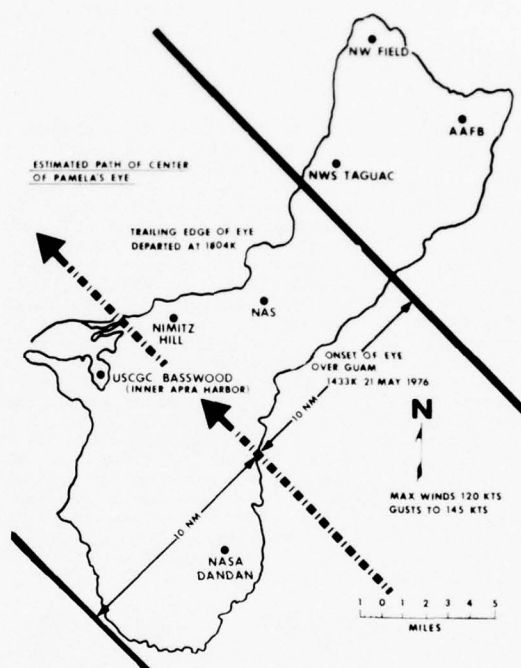 NW FIELD
AAFB
NWS TAGUAC
ESTIMATED PATH OF CENTER
OF PAMELA'S EYE
TRAILING EDGE OF EYE
DEPARTED AT 1804K
NAS
NIMITZ
HILL
ONSET OF EYE
OVER GUAM
1433K 21 MAY 1976
USCGC BASSWOOD
(INNER APRA HARBOR)
10 NM
N
MAX WINDS 120 KTS
GUSTS TO 145 KTS
10 NM
NASA
DANDAN
1 0 1 2 3 4 5
MILES